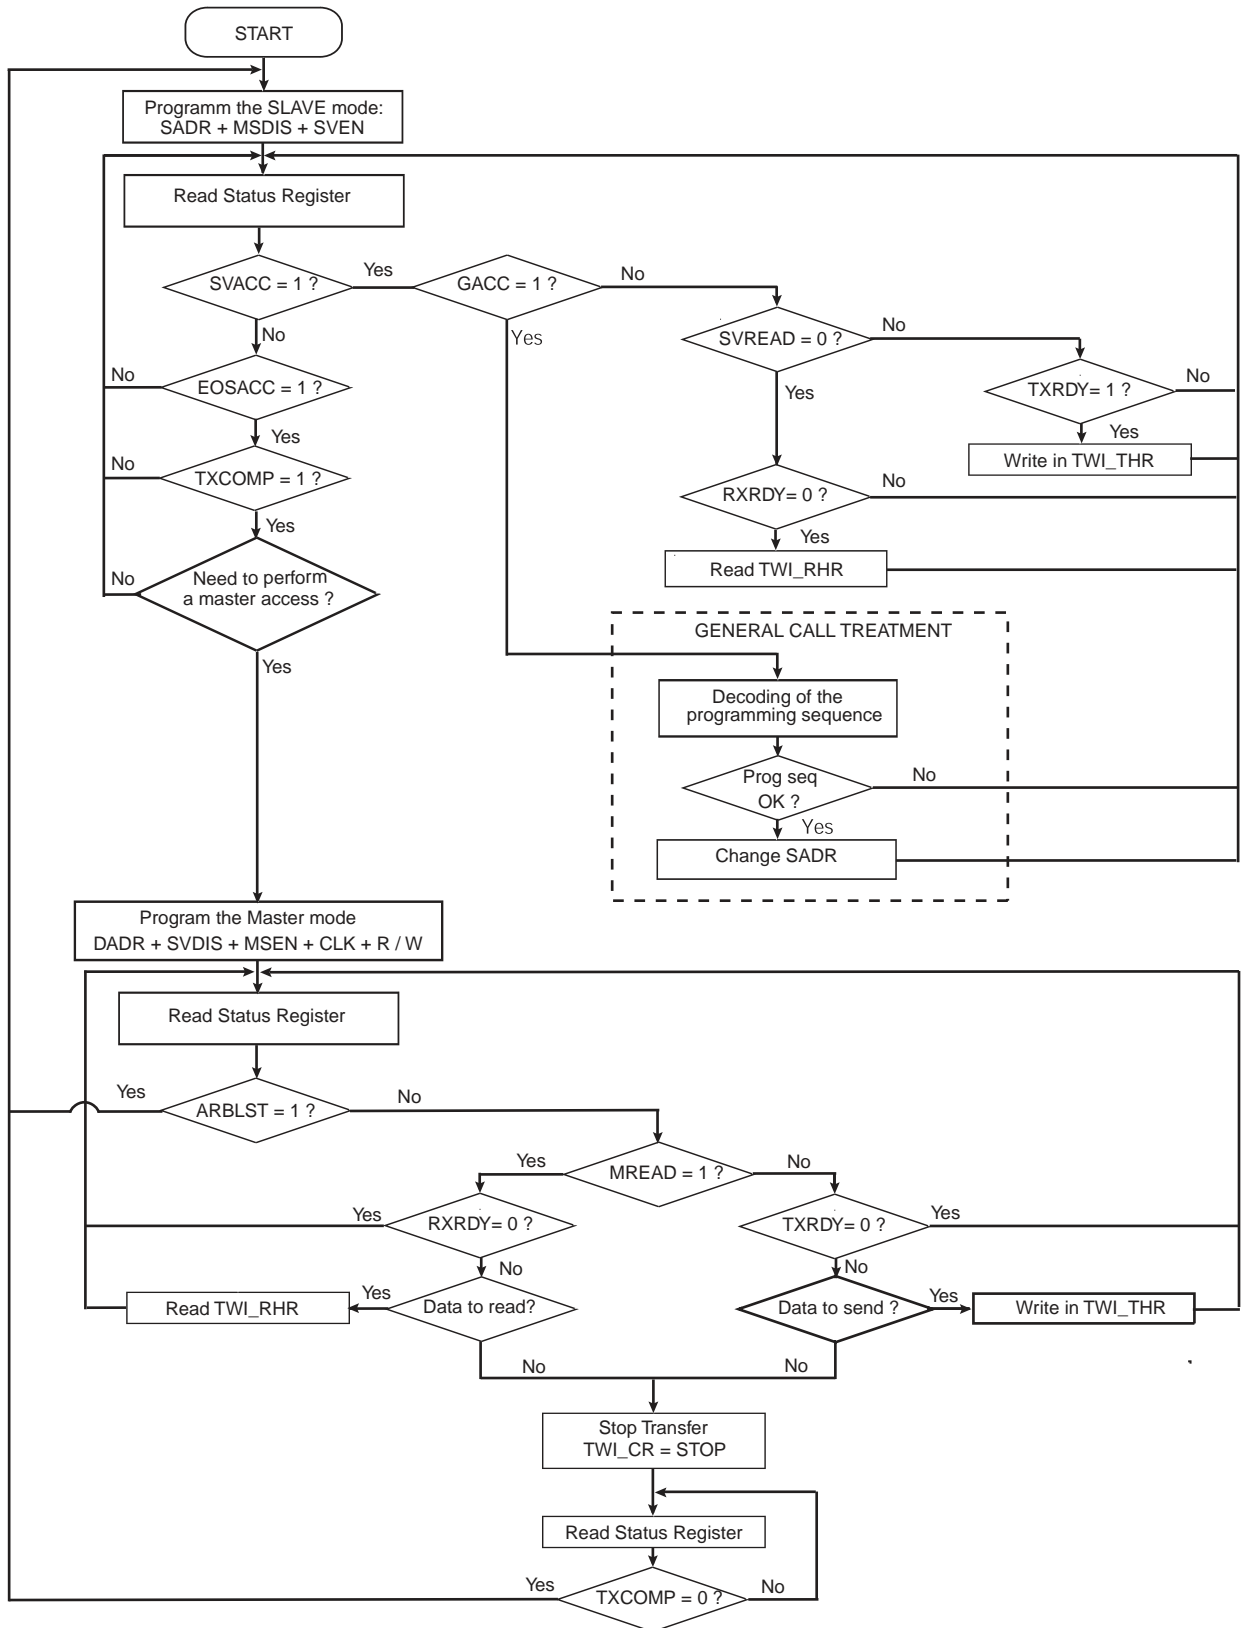 START
Programm the SLAVE mode:
SADR + MSDIS + SVEN
Read Status Register
SVACC = 1 ?
Yes
GACC = 1 ?
No
No
Yes
SVREAD = 0 ?
No
EOSACC = 1 ?
No
Yes
TXRDY= 1 ?
No
Yes
Yes
Write in TWI_THR
TXCOMP = 1 ?
No
Yes
RXRDY= 0 ?
No
Yes
Read TWI_RHR
Need to perform
a master access ?
No
Yes
GENERAL CALL TREATMENT
Decoding of the
programming sequence
Prog seq
OK ?
No
Yes
Change SADR
Program the Master mode
DADR + SVDIS + MSEN + CLK + R / W
Read Status Register
Yes
ARBLST = 1 ?
No
Yes
MREAD = 1 ?
No
Yes
RXRDY= 0 ?
TXRDY= 0 ?
Yes
No
No
Read TWI_RHR
Yes
Data to read?
Data to send ?
Yes
Write in TWI_THR
No
No
Stop Transfer
TWI_CR = STOP
Read Status Register
Yes
TXCOMP = 0 ?
No